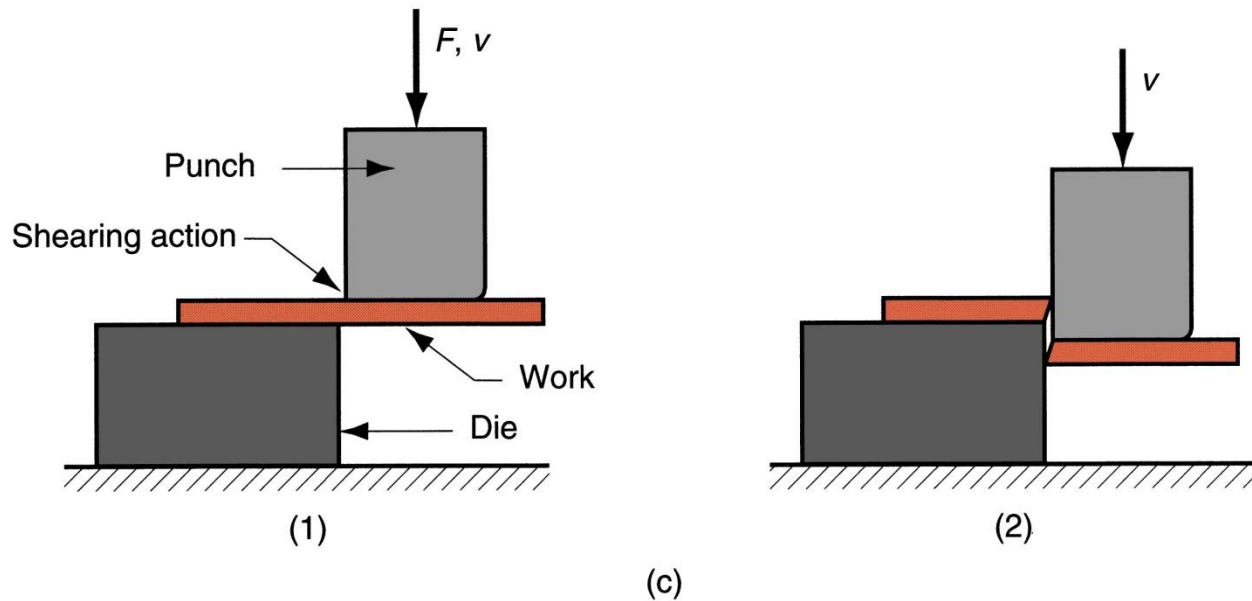 F, v
v
Punch
Shearing action
Work
Die
(1)
(2)
(c)